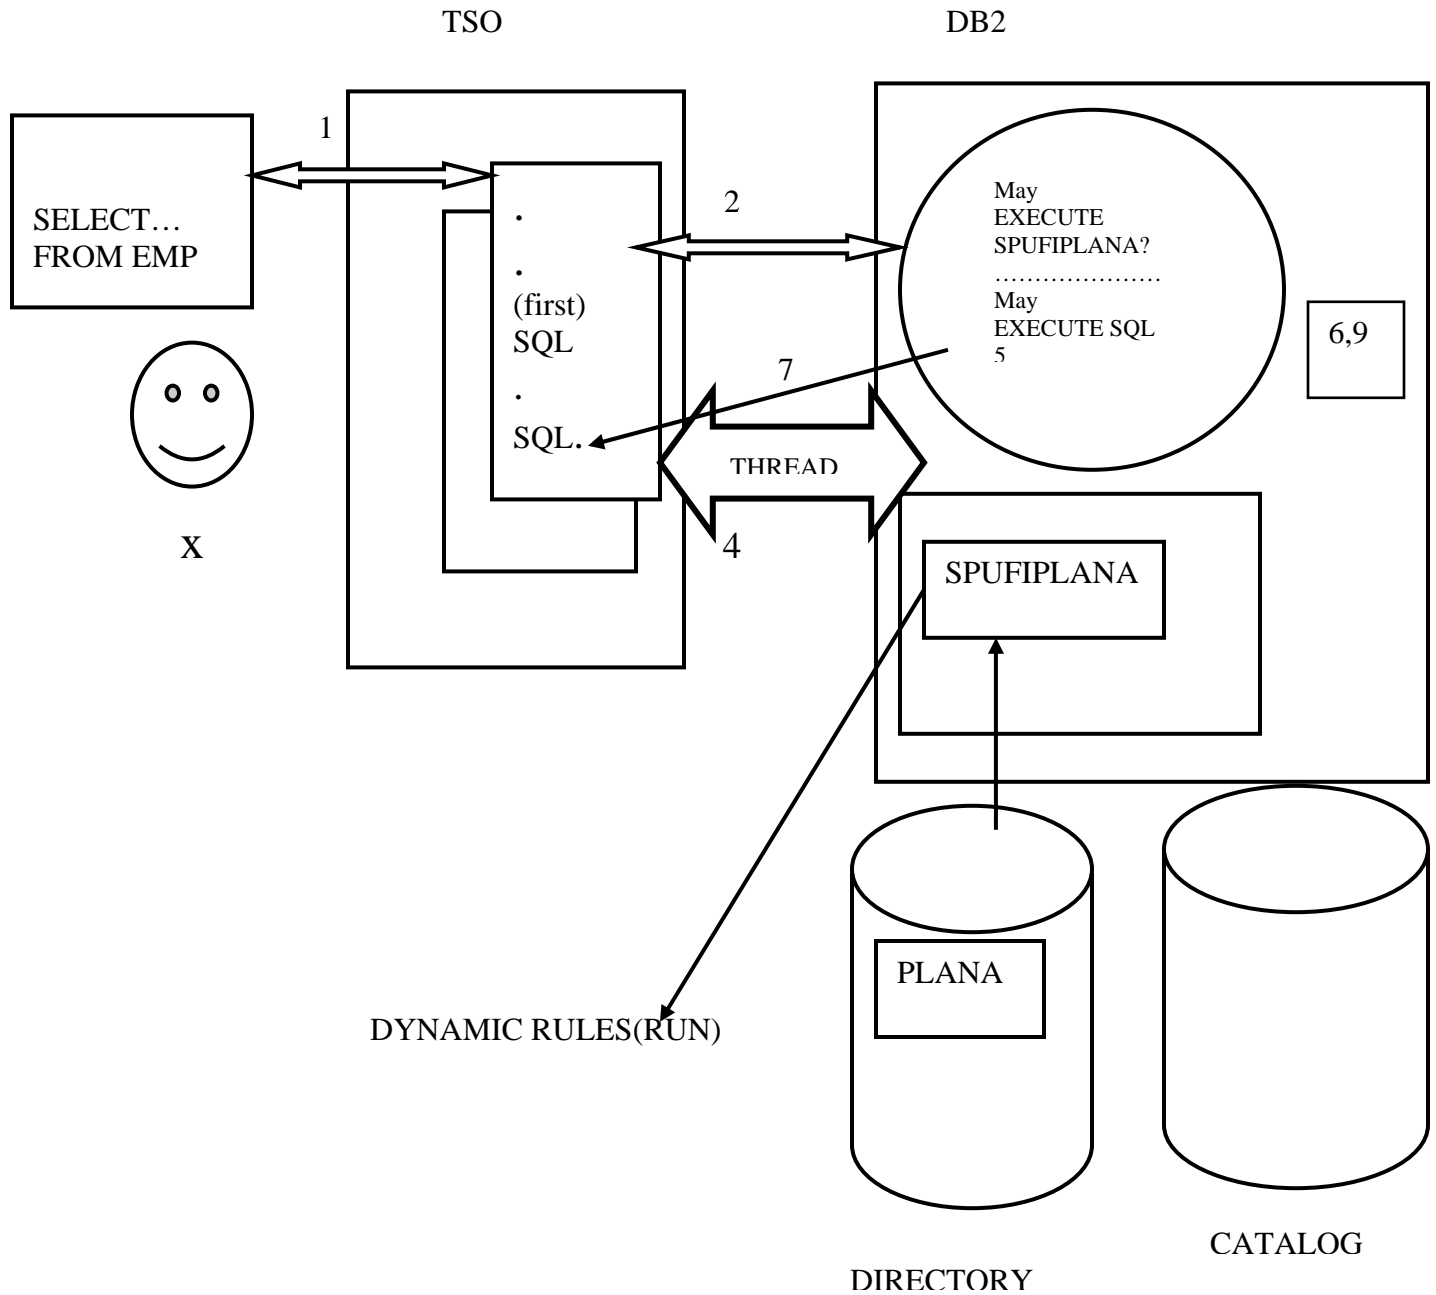 TSO
DB2
1
SELECT…
FROM EMP
.
.
(first)
SQL
.
SQL.
2
May
EXECUTE
SPUFIPLANA?
…………………
May
EXECUTE SQL
5
6,9
7
THREAD
4
X
SPUFIPLANA
PLANA
DYNAMIC RULES(RUN)
CATALOG
DIRECTORY